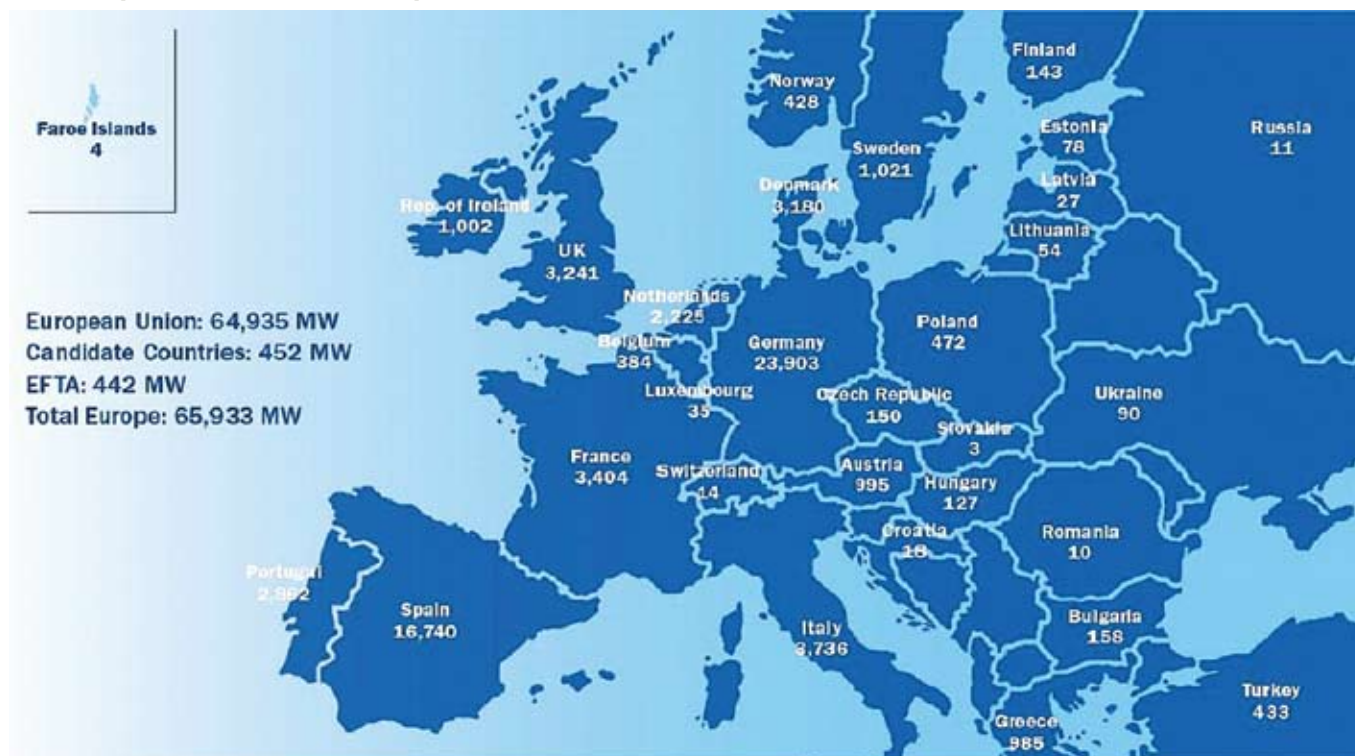 Faroe Islands
4
Finland
143
Norway
428
Estonia
78
Russia
11
Sweden
1,021
Latvia
27
Denmark
3,180
Rep. of Ireland
1,002
Lithuania
54
UK
3,241
Netherlands
2,225
European Union: 64,935 MW
Candidate Countries: 452 MW
EFTA: 442 MW
Total Europe: 65,933 MW
Poland
472
Belgium
384
Germany
23,903
Luxembourg
35
Czech Republic
150
Ukraine
90
Slovakia
3
France
3,404
Switzerland
14
Austria
995
Hungary
127
Croatia
18
Romania
10
Portugal
2,862
Spain
16,740
Italy
3,736
Bulgaria
158
Turkey
433
Greece
985